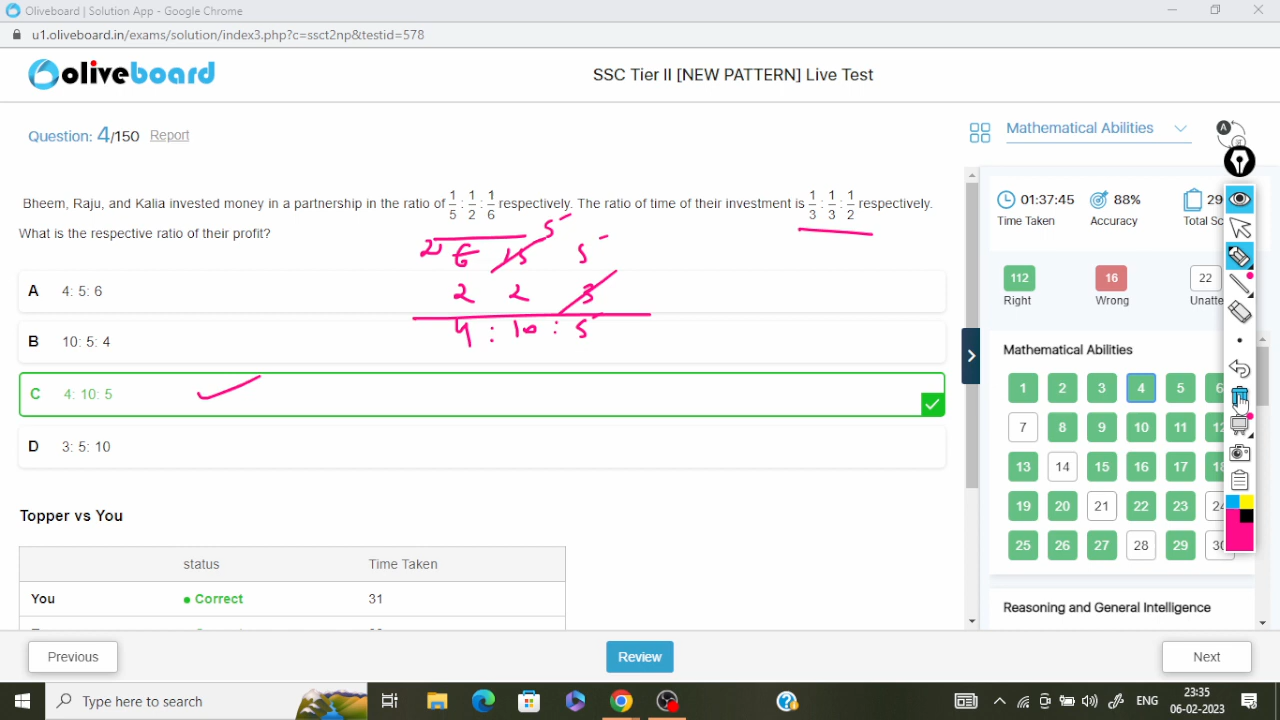 Oliveboard | Solution App - Google Chrome
u1.oliveboard.in/exams/solution/index3.php?c=ssct2np&testid=578
oliveboard
SSC Tier II [NEW PATTERN] Live Test
Question: 4/150 Report
Mathematical Abilities
A
Bheem, Raju, and Kalia invested money in a partnership in the ratio of 1/5 : 1/2 : 1/6 respectively. The ratio of time of their investment is 1/3 : 1/3 : 1/2 respectively.
What is the respective ratio of their profit?
5
6 15 5
2 2 3
4 : 10 : 5
A 4: 5: 6
B 10: 5: 4
C 4: 10: 5
D 3: 5: 10
Topper vs You
status Time Taken
You Correct 31
Previous
Review
Next
01:37:45
Time Taken
88%
Accuracy
29
Total Sc
112
Right
16
Wrong
22
Unatte
Mathematical Abilities
1 2 3 4 5 6
7 8 9 10 11 12
13 14 15 16 17 18
19 20 21 22 23 24
25 26 27 28 29 30
Reasoning and General Intelligence
Type here to search
ENG
23:35
06-02-2023